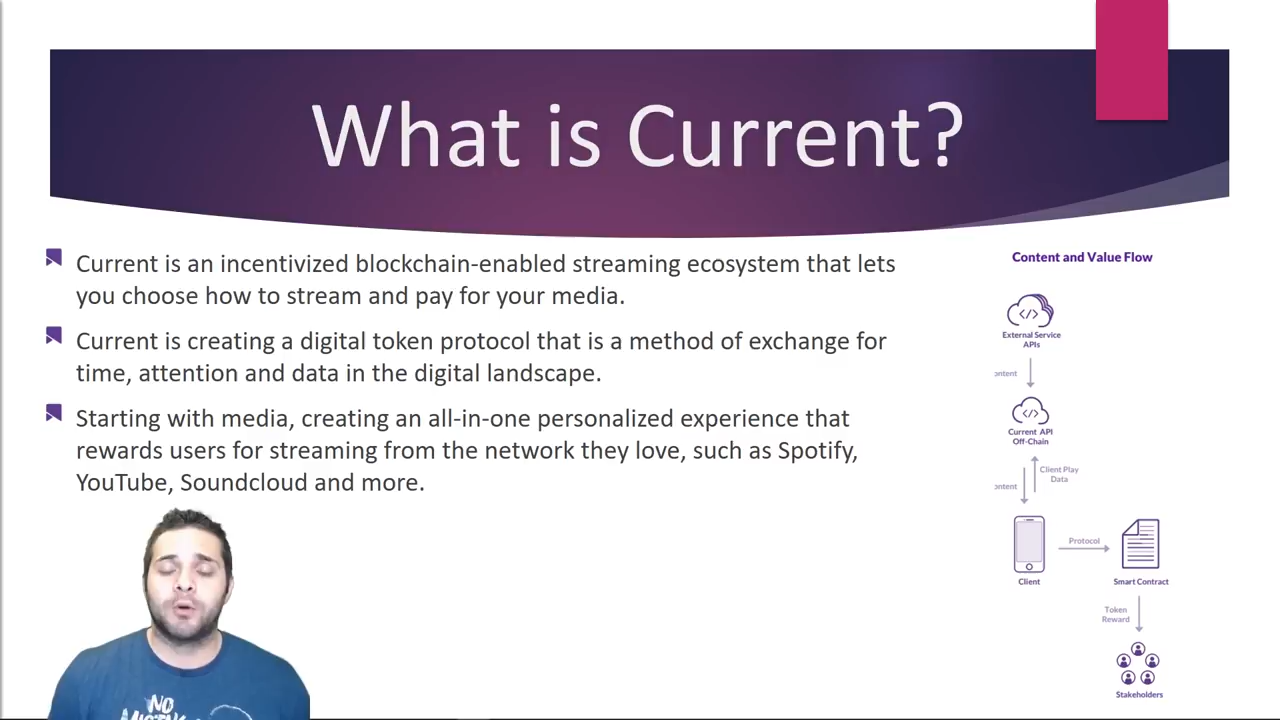 What is Current?
Current is an incentivized blockchain-enabled streaming ecosystem that lets
you choose how to stream and pay for your media.
Current is creating a digital token protocol that is a method of exchange for
time, attention and data in the digital landscape.
Starting with media, creating an all-in-one personalized experience that
rewards users for streaming from the network they love, such as Spotify,
YouTube, Soundcloud and more.
Content and Value Flow
External Service
APIs
ontent
Current API
Off-Chain
Client Play
Data
ontent
Protocol
Client
Smart Contract
Token
Reward
Stakeholders
NO